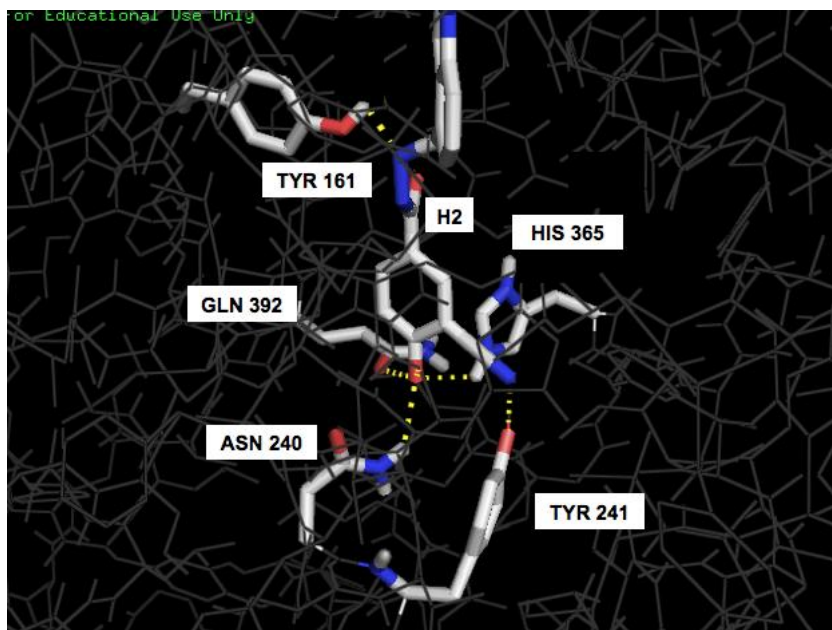 or Educational Use Only
TYR 161
H2
HIS 365
GLN 392
ASN 240
TYR 241